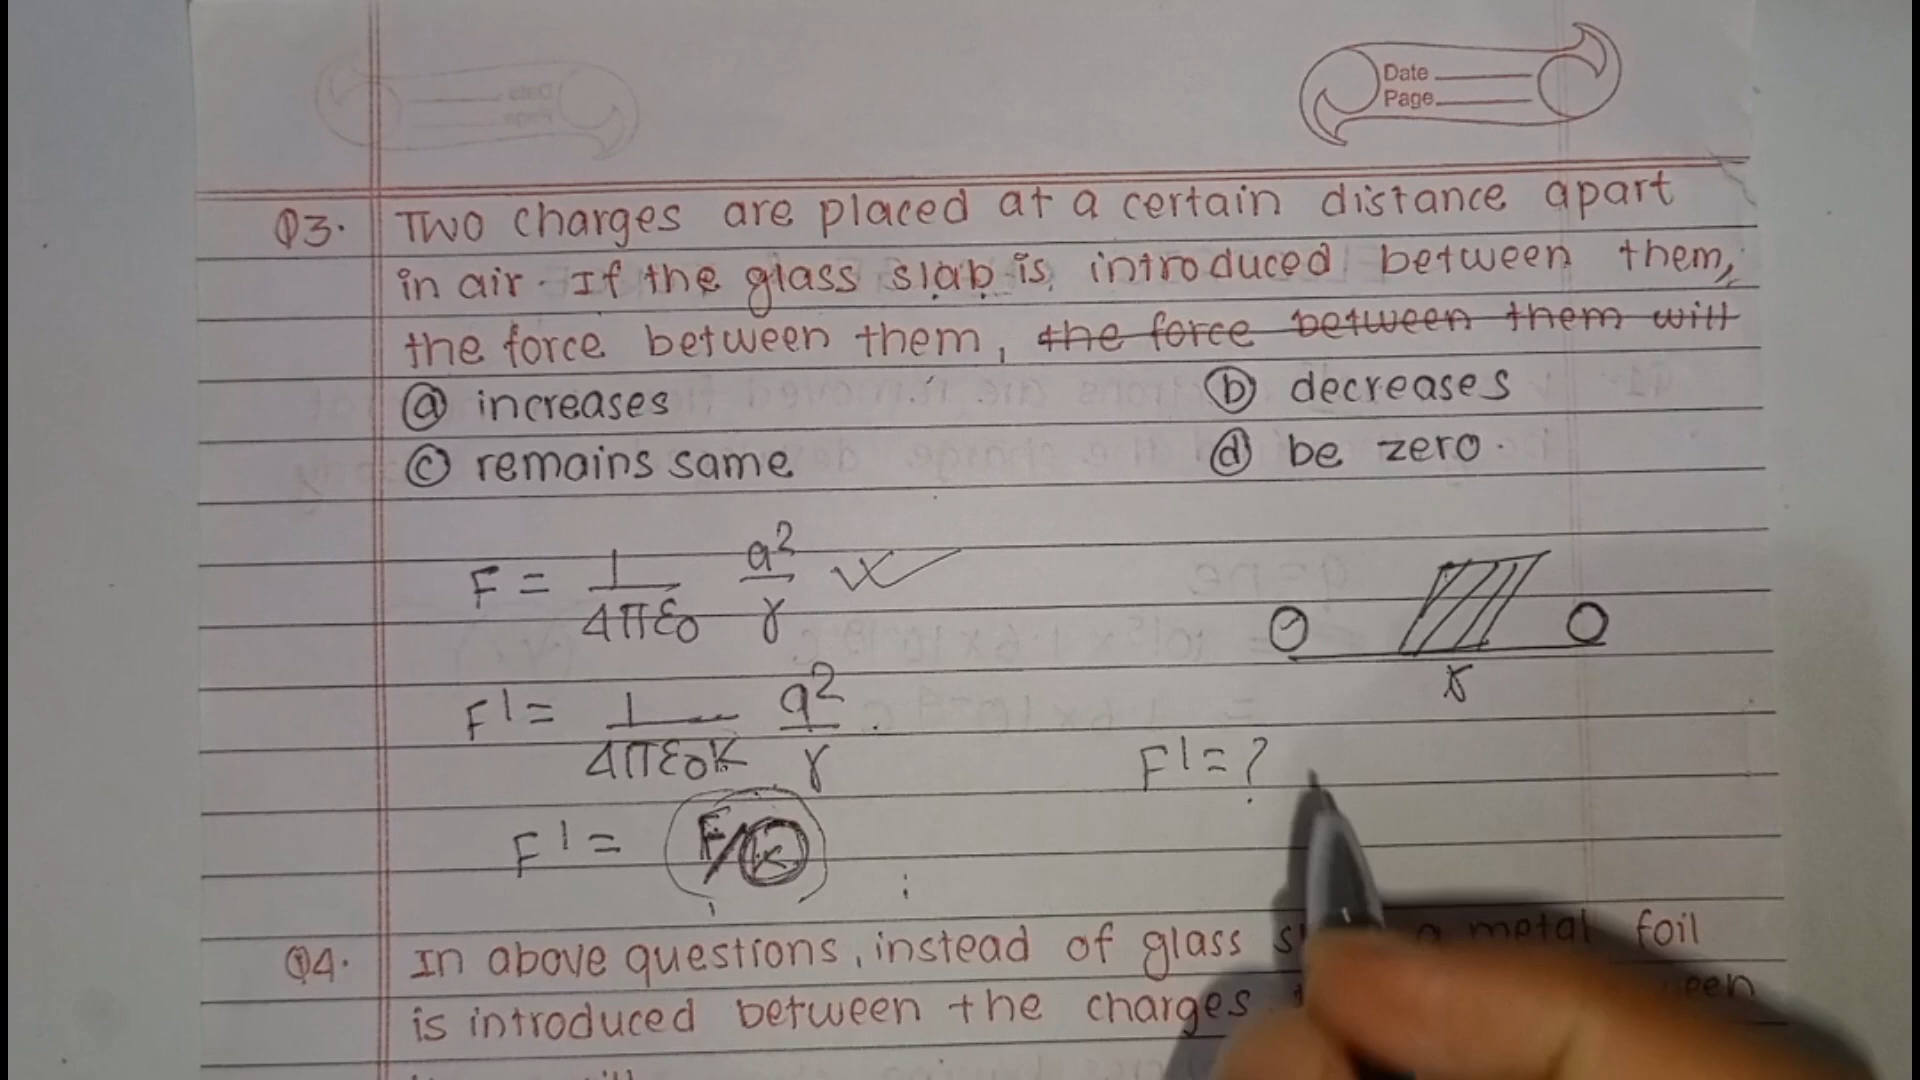 Date
Page
Q3. Two charges are placed at a certain distance apart
in air. If the glass slab is introduced between them,
the force between them, the force between them will
ⓐ increases ⓑ decreases
ⓒ remains same ⓓ be zero.
F = 1/4πε0 q²/r
F' = 1/4πε0K q²/r
r
F' = ?
F' = F/K
Q4. In above questions, instead of glass a metal foil
is introduced between the charges